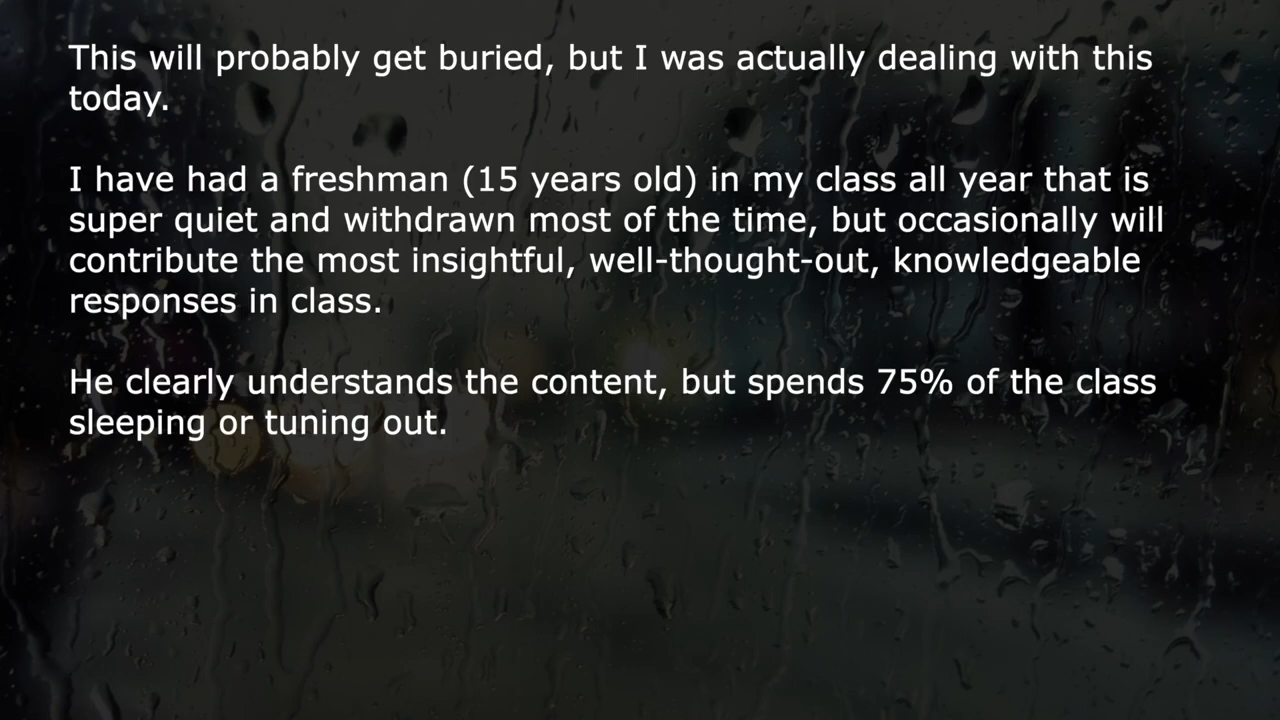 This will probably get buried, but I was actually dealing with this
today.
I have had a freshman (15 years old) in my class all year that is
super quiet and withdrawn most of the time, but occasionally will
contribute the most insightful, well-thought-out, knowledgeable
responses in class.
He clearly understands the content, but spends 75% of the class
sleeping or tuning out.